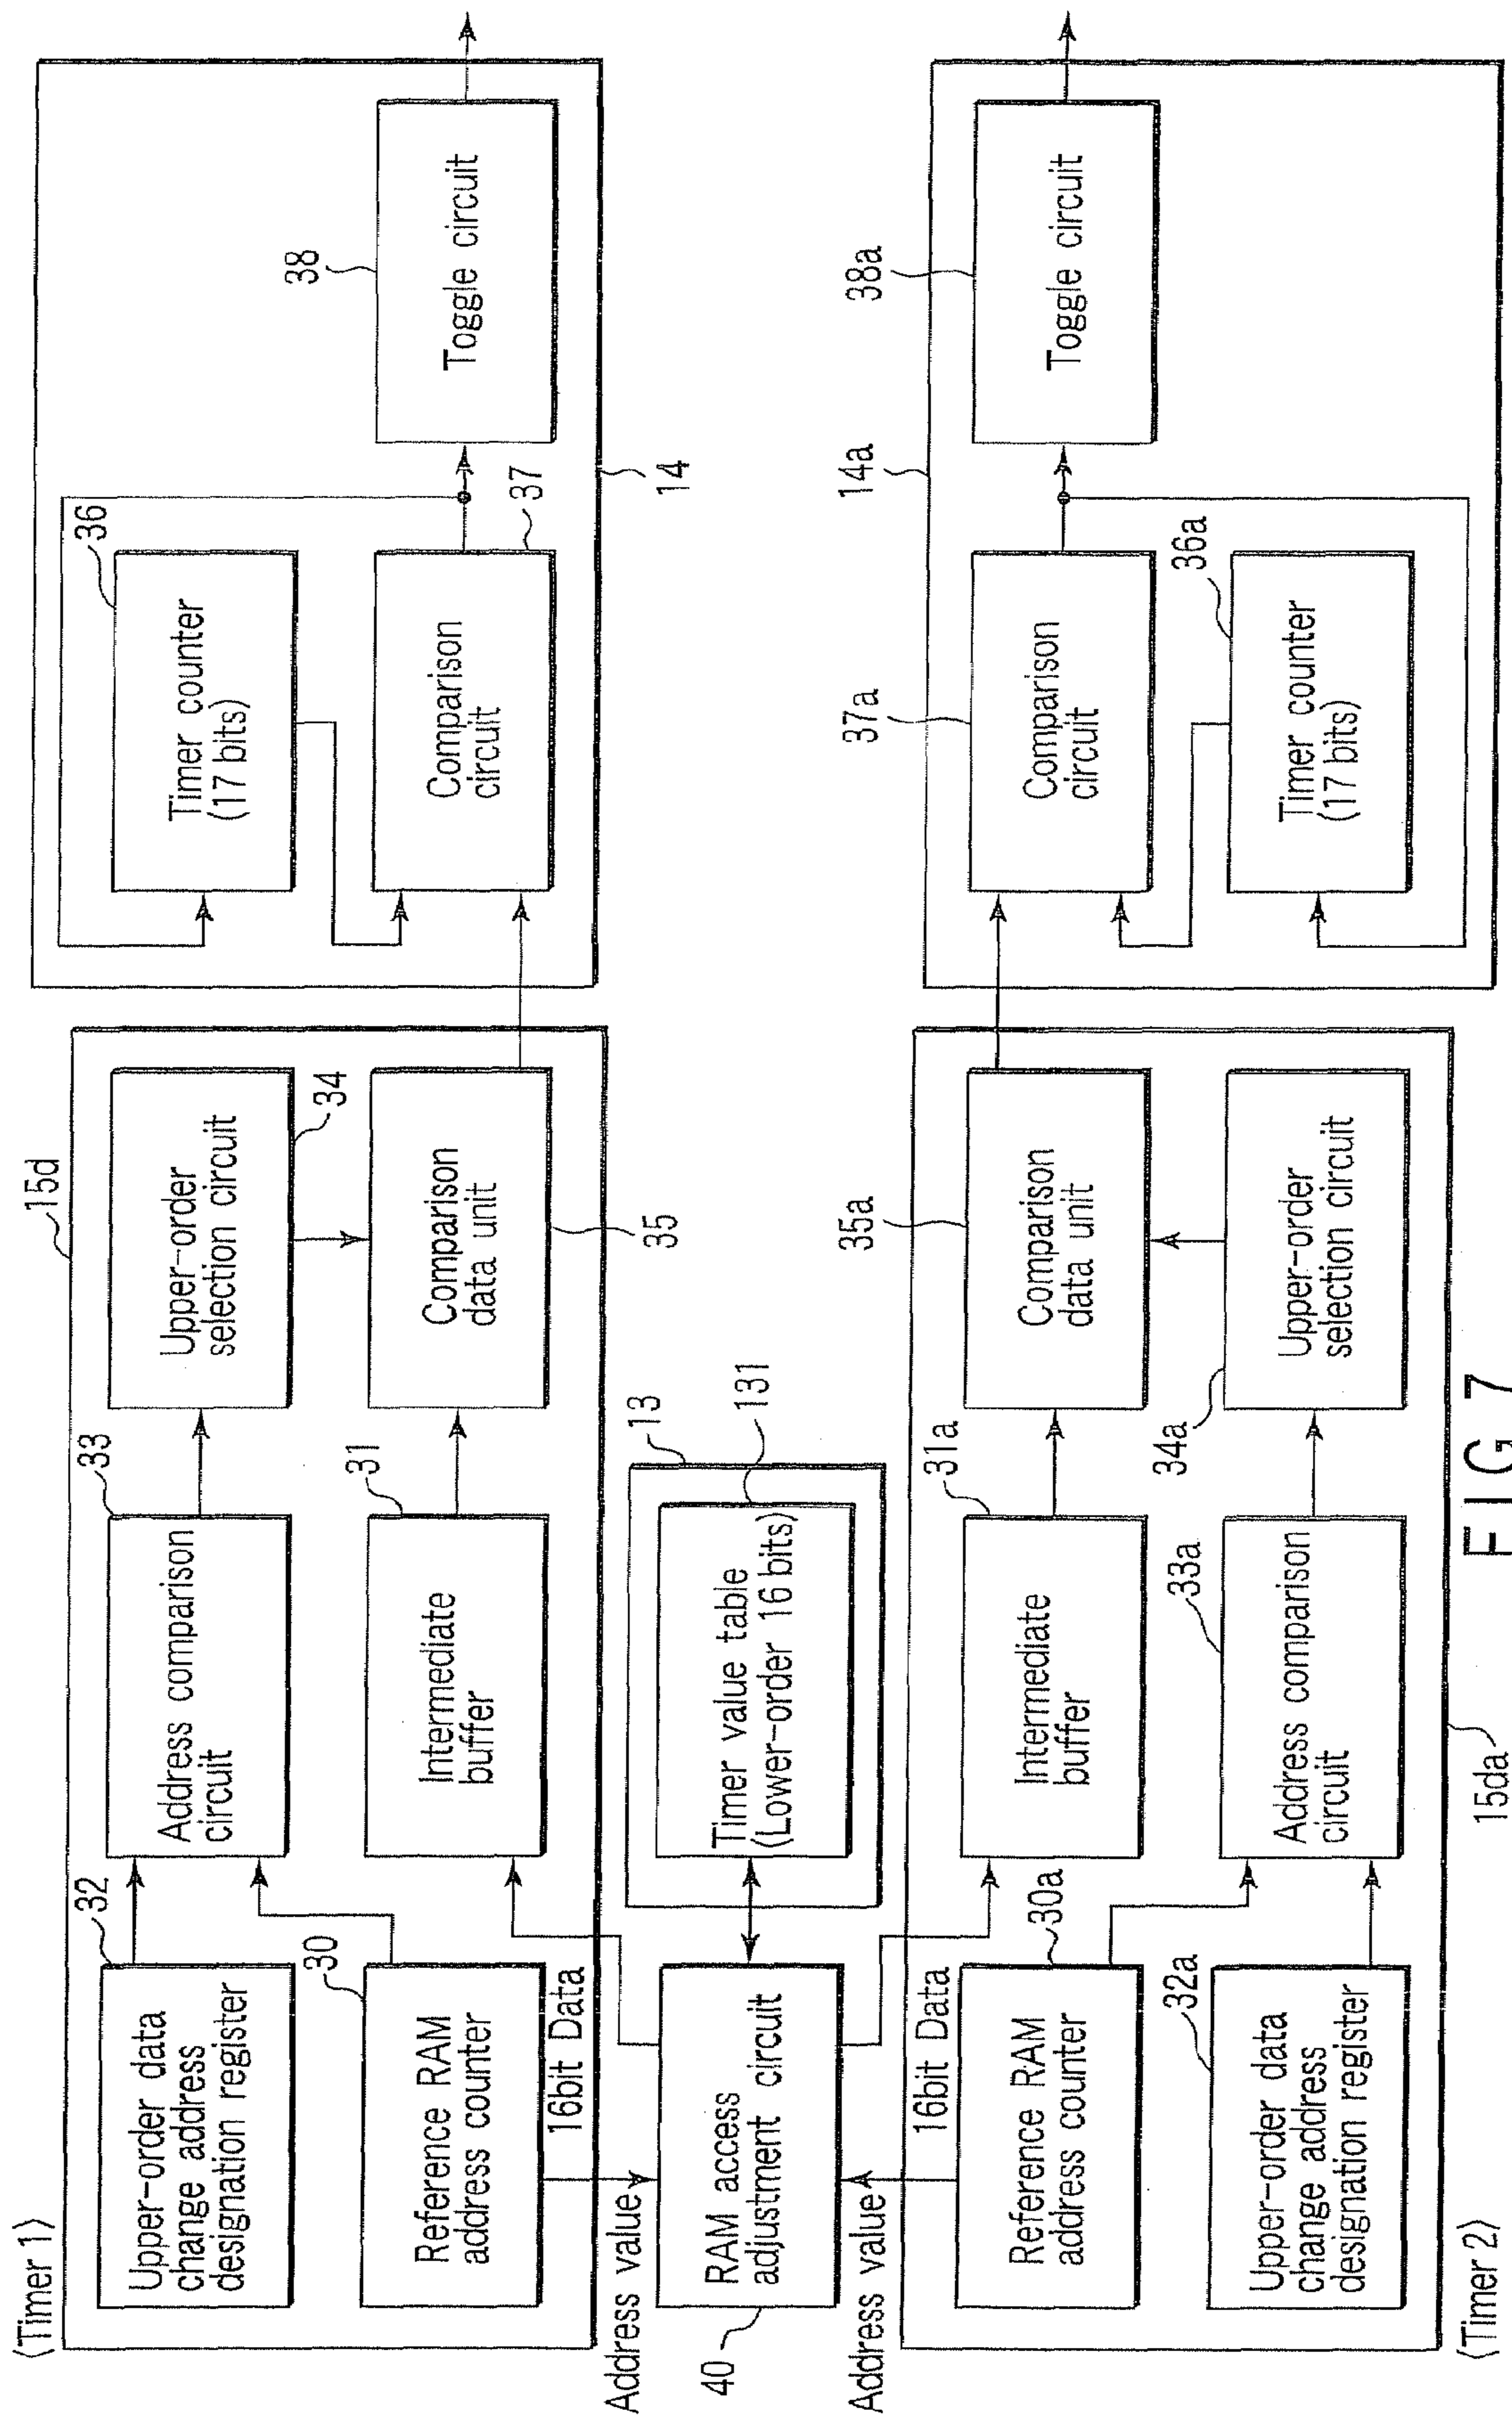 ⟨Timer 1⟩
15d
32
Upper-order data
change address
designation register
33
Address comparison
circuit
Upper-order
selection circuit
34
36
Timer counter
(17 bits)
38
Toggle circuit
30
Reference RAM
address counter
31
Intermediate
buffer
Comparison
data unit
35
Comparison
circuit
37
14
16bit Data
Address value
40
RAM access
adjustment circuit
13
131
Timer value table
(Lower-order 16 bits)
Address value
16bit Data
30a
Reference RAM
address counter
31a
Intermediate
buffer
35a
Comparison
data unit
14a
37a
Comparison
circuit
38a
Toggle circuit
32a
Upper-order data
change address
designation register
33a
Address comparison
circuit
34a
Upper-order
selection circuit
36a
Timer counter
(17 bits)
15da
⟨Timer 2⟩
FIG 7